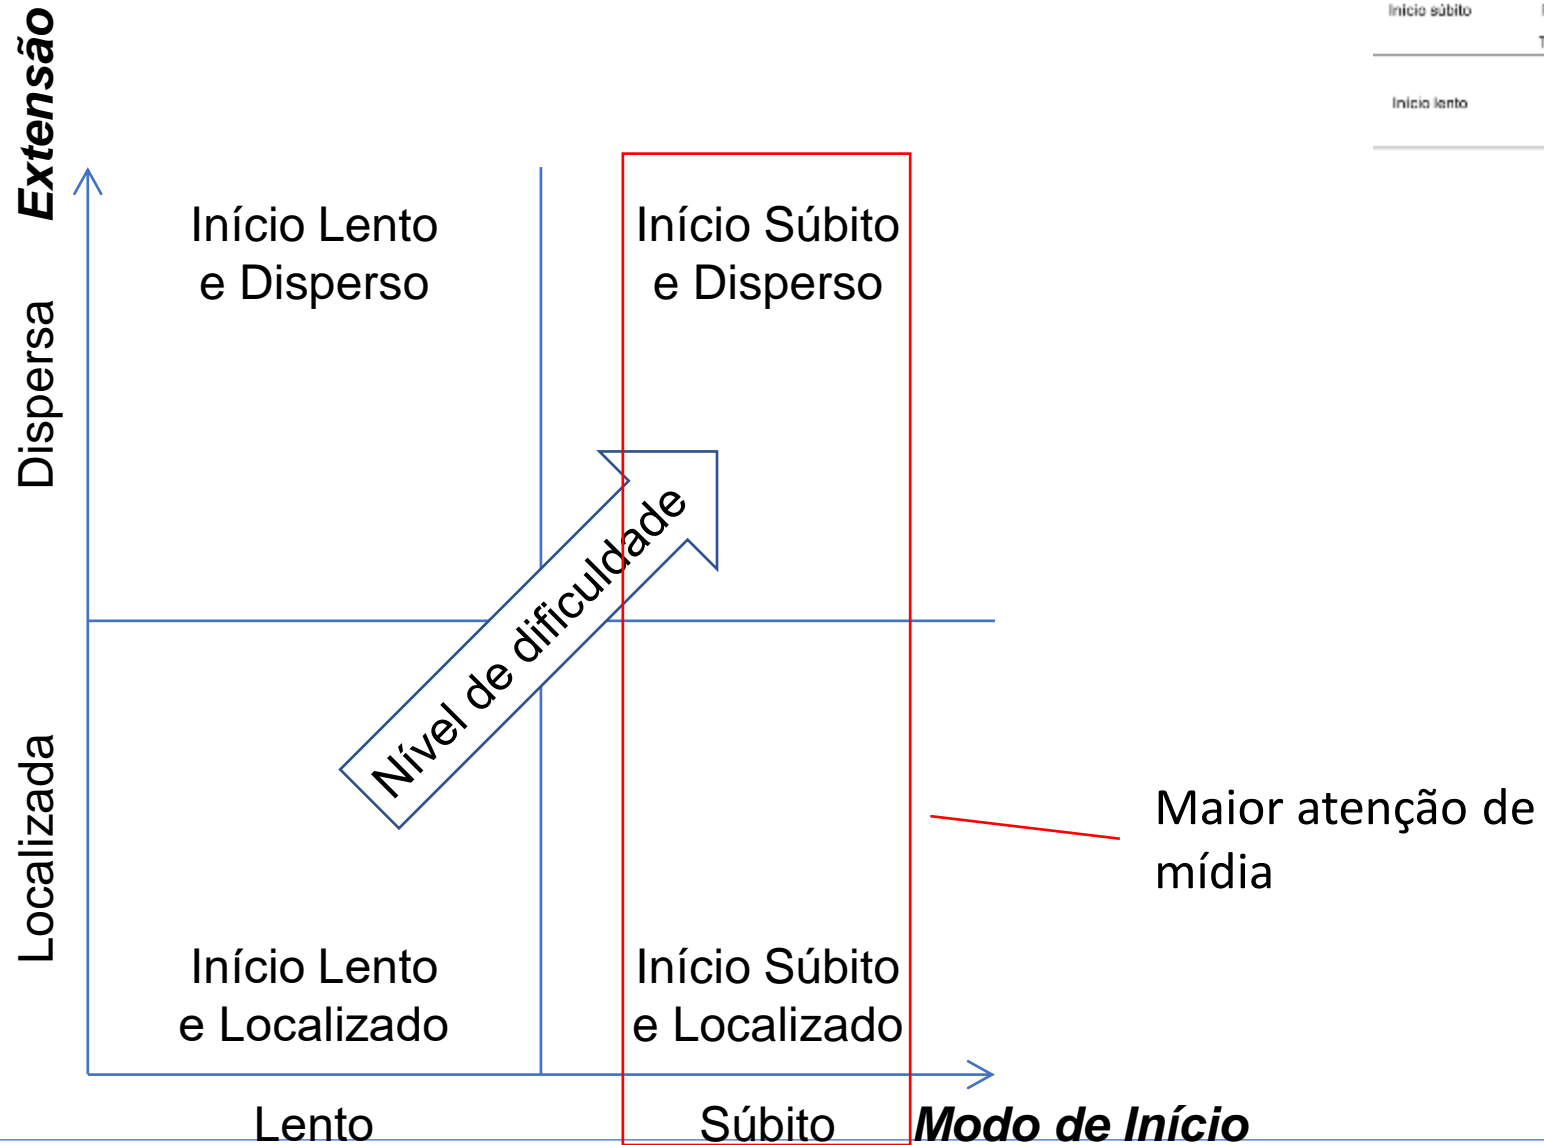 Início súbito
Início lento
Extensão
Dispersa
Localizada
Início Lento
e Disperso
Início Súbito
e Disperso
Nível de dificuldade
Maior atenção de
mídia
Início Lento
e Localizado
Início Súbito
e Localizado
Lento
Súbito
Modo de Início